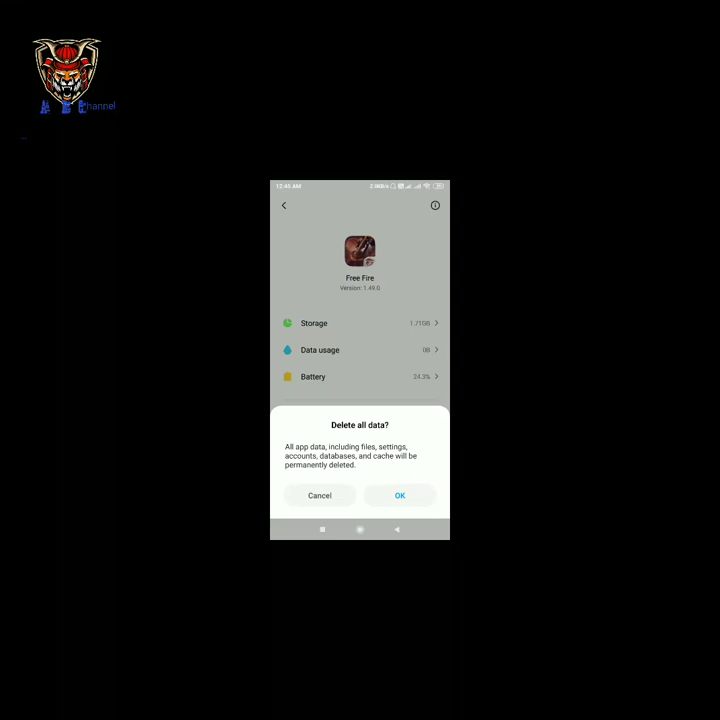 A B Channel
12:45 AM
Free Fire
Version: 1.49.0
Storage 1.71GB
Data usage 0B
Battery 24.3%
Delete all data?
All app data, including files, settings,
accounts, databases, and cache will be
permanently deleted.
Cancel OK